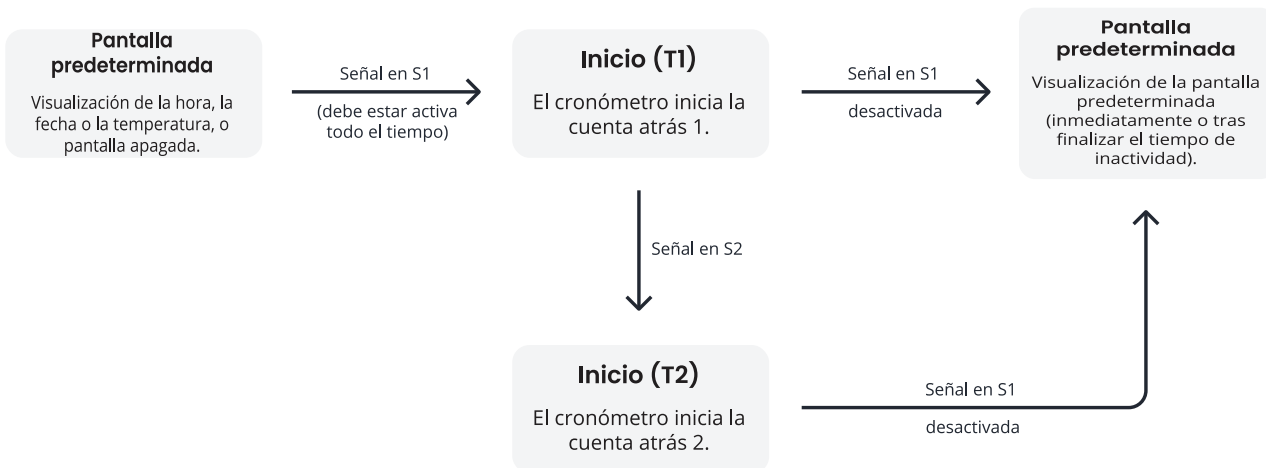 Pantalla
predeterminada
Visualización de la hora, la
fecha o la temperatura, o
pantalla apagada.
Señal en S1
(debe estar activa
todo el tiempo)
Inicio (T1)
El cronómetro inicia la
cuenta atrás 1.
Señal en S1
desactivada
Pantalla
predeterminada
Visualización de la pantalla
predeterminada
(inmediatamente o tras
finalizar el tiempo de
inactividad).
Señal en S2
Inicio (T2)
El cronómetro inicia la
cuenta atrás 2.
Señal en S1
desactivada